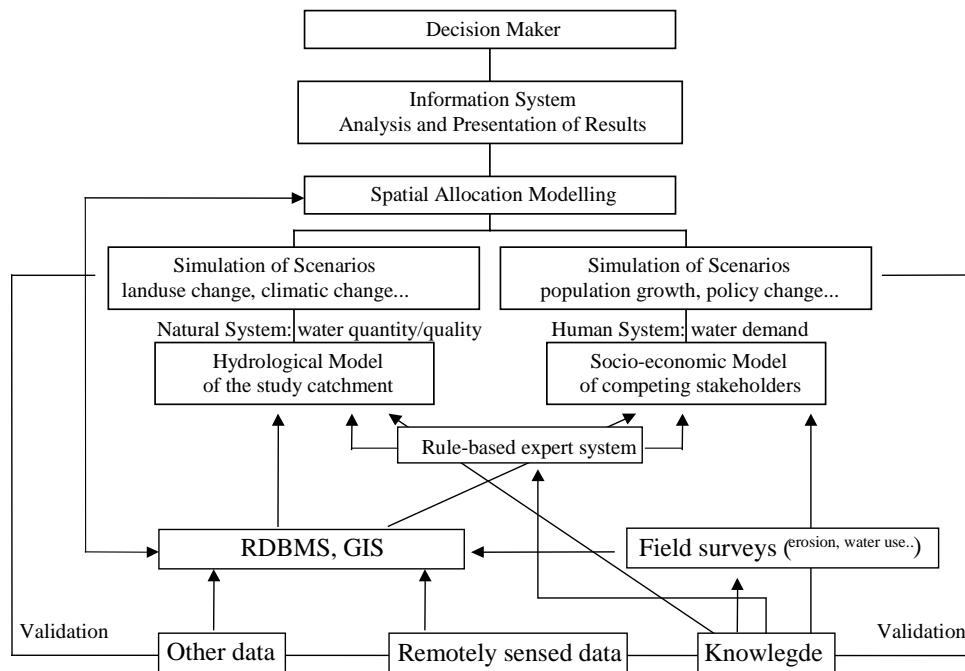 Decision Maker
Information System
Analysis and Presentation of Results
Spatial Allocation Modelling
Simulation of Scenarios
landuse change, climatic change...
Simulation of Scenarios
population growth, policy change...
Natural System: water quantity/quality
Human System: water demand
Hydrological Model
of the study catchment
Socio-economic Model
of competing stakeholders
Rule-based expert system
RDBMS, GIS
Field surveys (erosion, water use..)
Validation
Other data
Remotely sensed data
Knowlegde
Validation